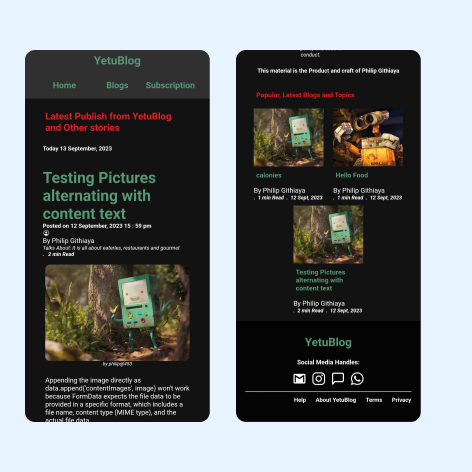 YetuBlog
Home Blogs Subscription
Latest Publish from YetuBlog
and Other stories
Today 13 September, 2023
Testing Pictures
alternating with
content text
Posted on 12 September, 2023 15 : 59 pm
By Philip Githiaya
Talks About: it is all about eateries, restaurants and gourmet
. 2 min Read
Appending the image directly as
data.append('contentImages', image) won't work
because FormData expects the file data to be
provided in a specific format, which includes a
file name, content type (MIME type), and the
actual file data.
conduct.
This material is the Product and craft of Philip Githiaya
Popular, Latest Blogs and Topics
calories
By Philip Githiaya
. 1 min Read . 12 Sept, 2023
Hello Food
By Philip Githiaya
. 1 min Read . 12 Sept, 2023
Testing Pictures
alternating with
content text
By Philip Githiaya
. 2 min Read . 12 Sept, 2023
YetuBlog
Social Media Handles:
Help About YetuBlog Terms Privacy